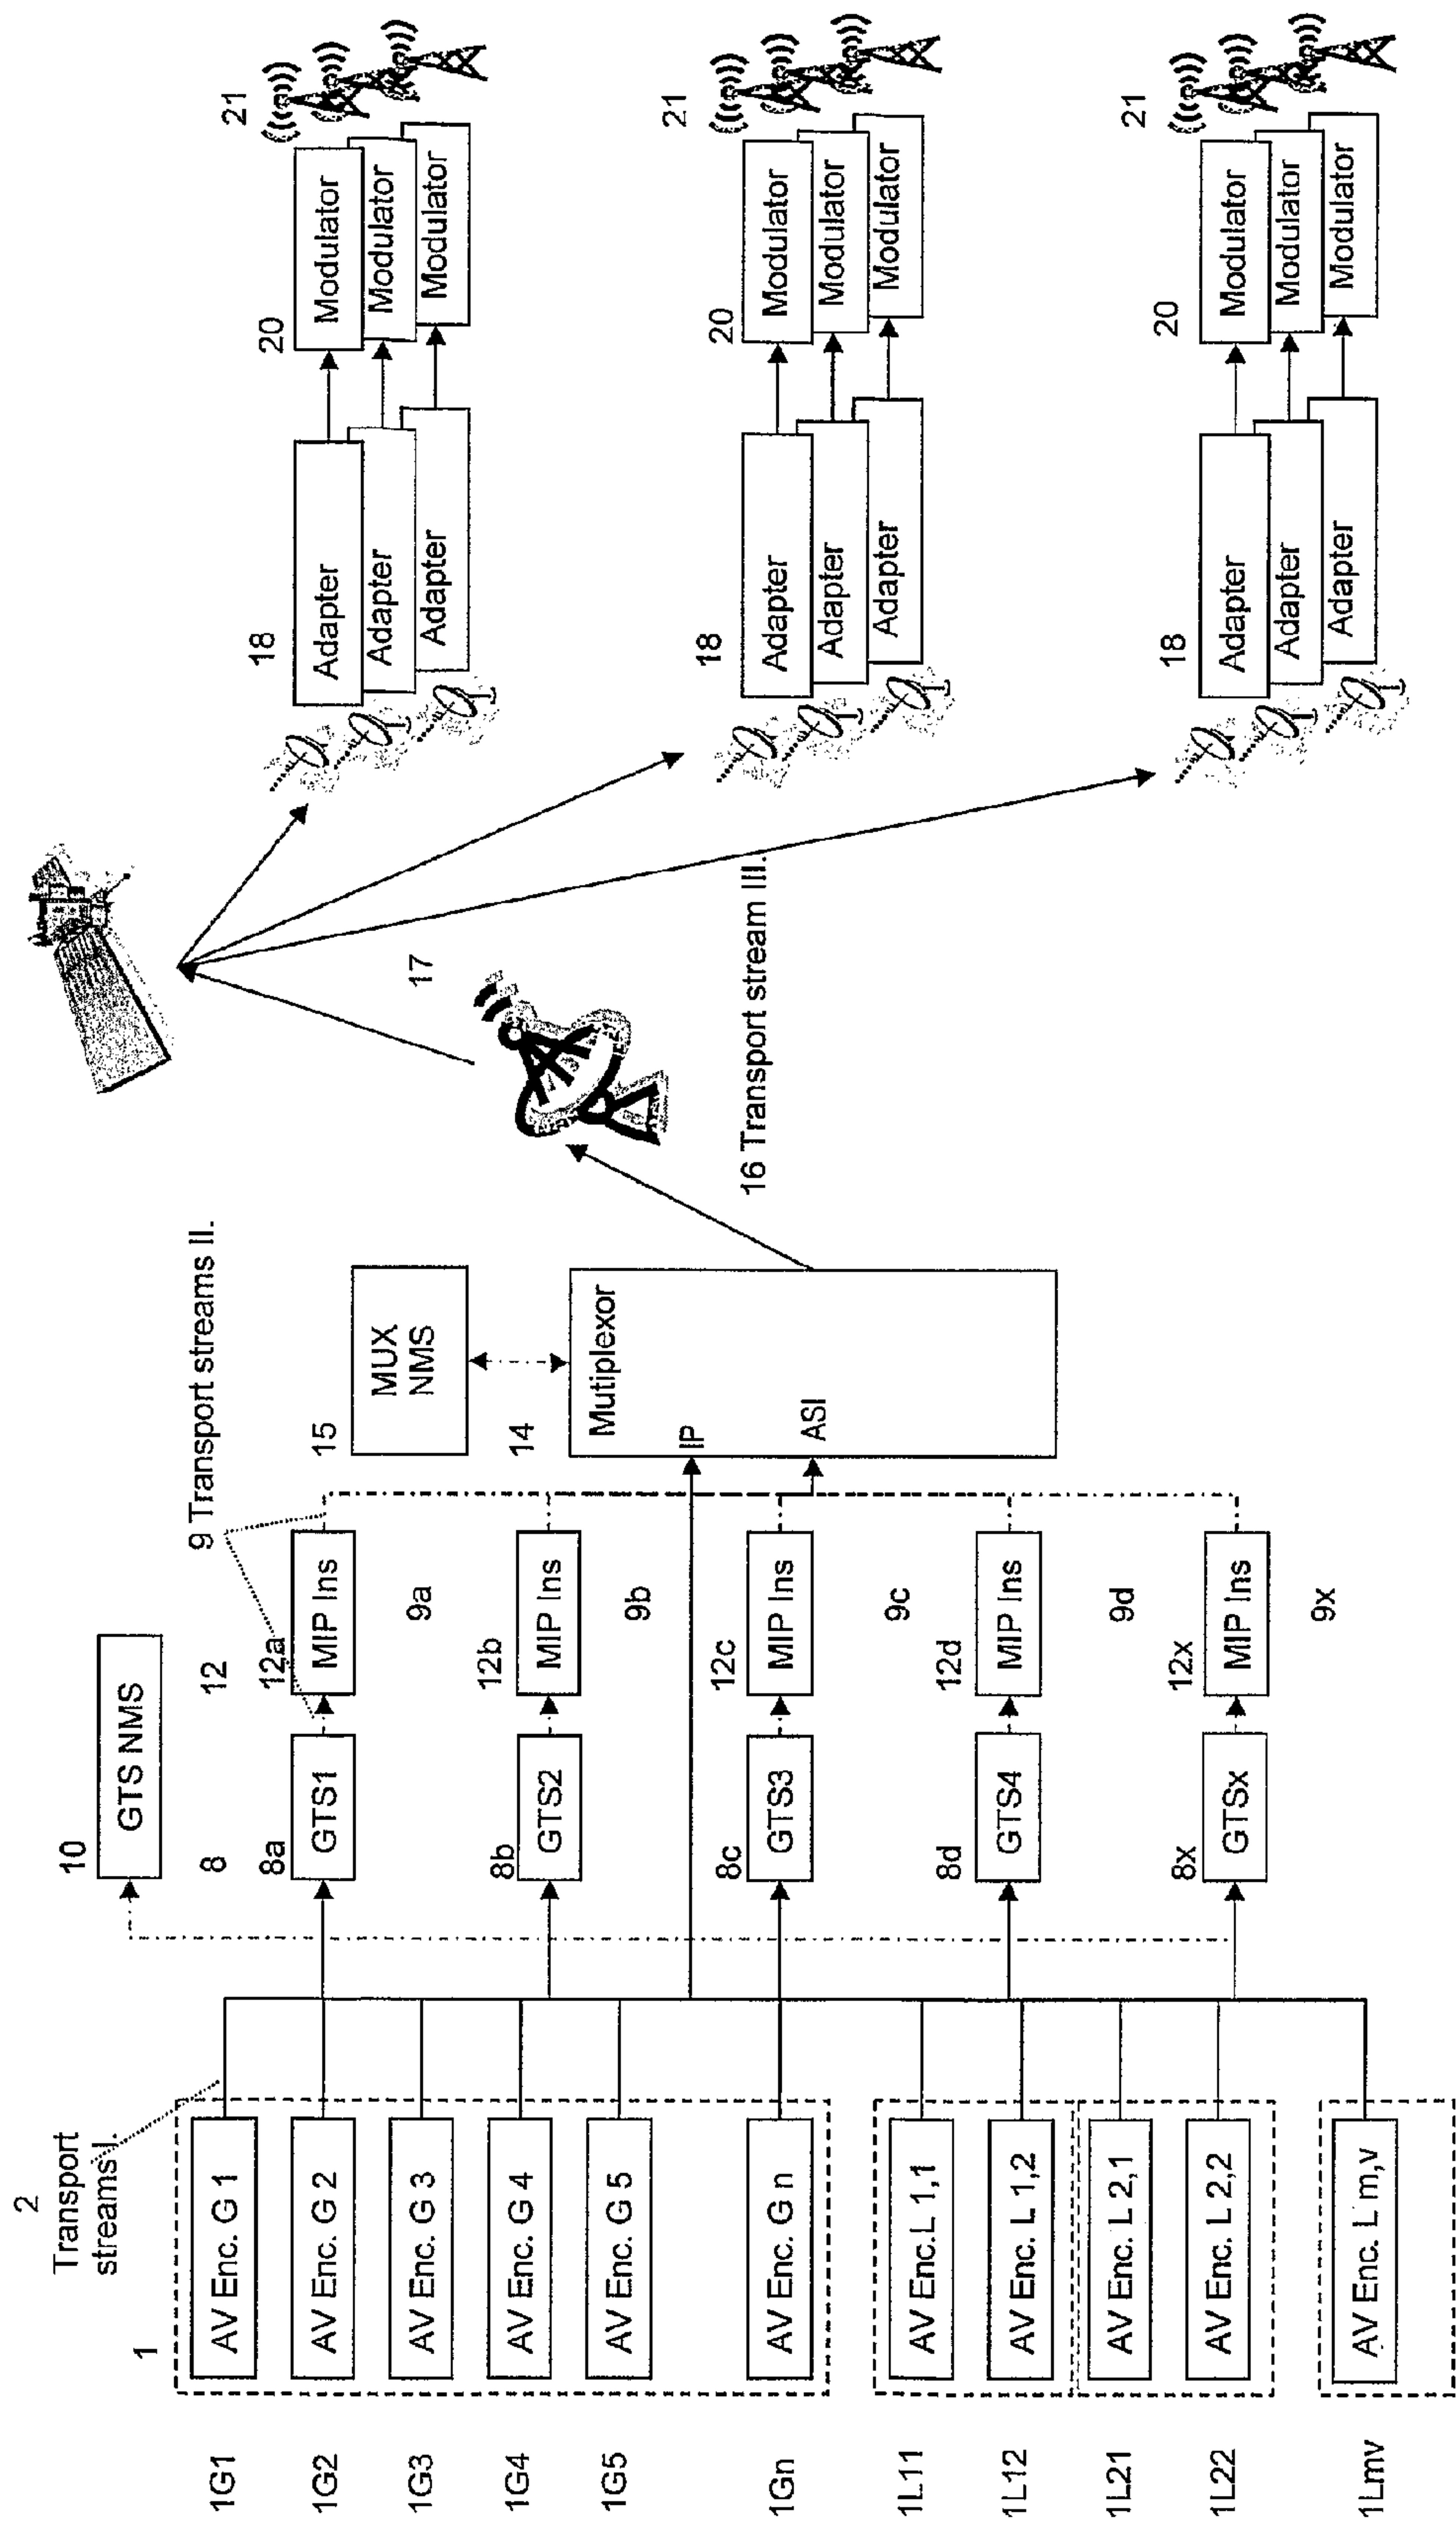 2
Transport
streams I.
1
1G1
AV Enc. G 1
1G2
AV Enc. G 2
1G3
AV Enc. G 3
1G4
AV Enc. G 4
1G5
AV Enc. G 5
1Gn
AV Enc. G n
1L11
AV Enc.L 1,1
1L12
AV Enc. L 1,2
1L21
AV Enc. L 2,1
1L22
AV Enc. L 2,2
1Lmv
AV Enc. L m,v
10
GTS NMS
8
12
9 Transport streams II.
8a
GTS1
12a
MIP Ins
9a
8b
GTS2
12b
MIP Ins
9b
8c
GTS3
12c
MIP Ins
9c
8d
GTS4
12d
MIP Ins
9d
8x
GTSx
12x
MIP Ins
9x
15
MUX
NMS
14
Mutiplexor
IP
ASI
17
16 Transport stream III.
18
Adapter
Adapter
Adapter
20
Modulator
Modulator
Modulator
21
18
Adapter
Adapter
Adapter
20
Modulator
Modulator
Modulator
21
18
Adapter
Adapter
Adapter
20
Modulator
Modulator
Modulator
21